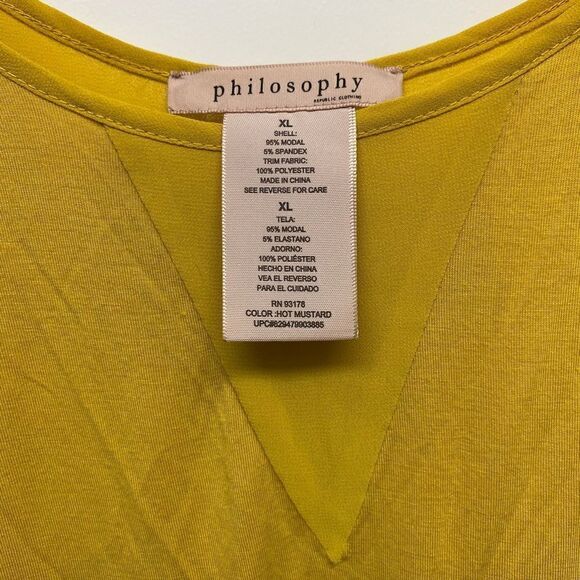 philosophy
REPUBLIC CLOTHING
XL
SHELL:
95% MODAL
5% SPANDEX
TRIM FABRIC:
100% POLYESTER
MADE IN CHINA
SEE REVERSE FOR CARE
XL
TELA:
95% MODAL
5% ELASTANO
ADORNO:
100% POLIÉSTER
HECHO EN CHINA
VEA EL REVERSO
PARA EL CUIDADO
RN 93178
COLOR :HOT MUSTARD
UPC#829479903885